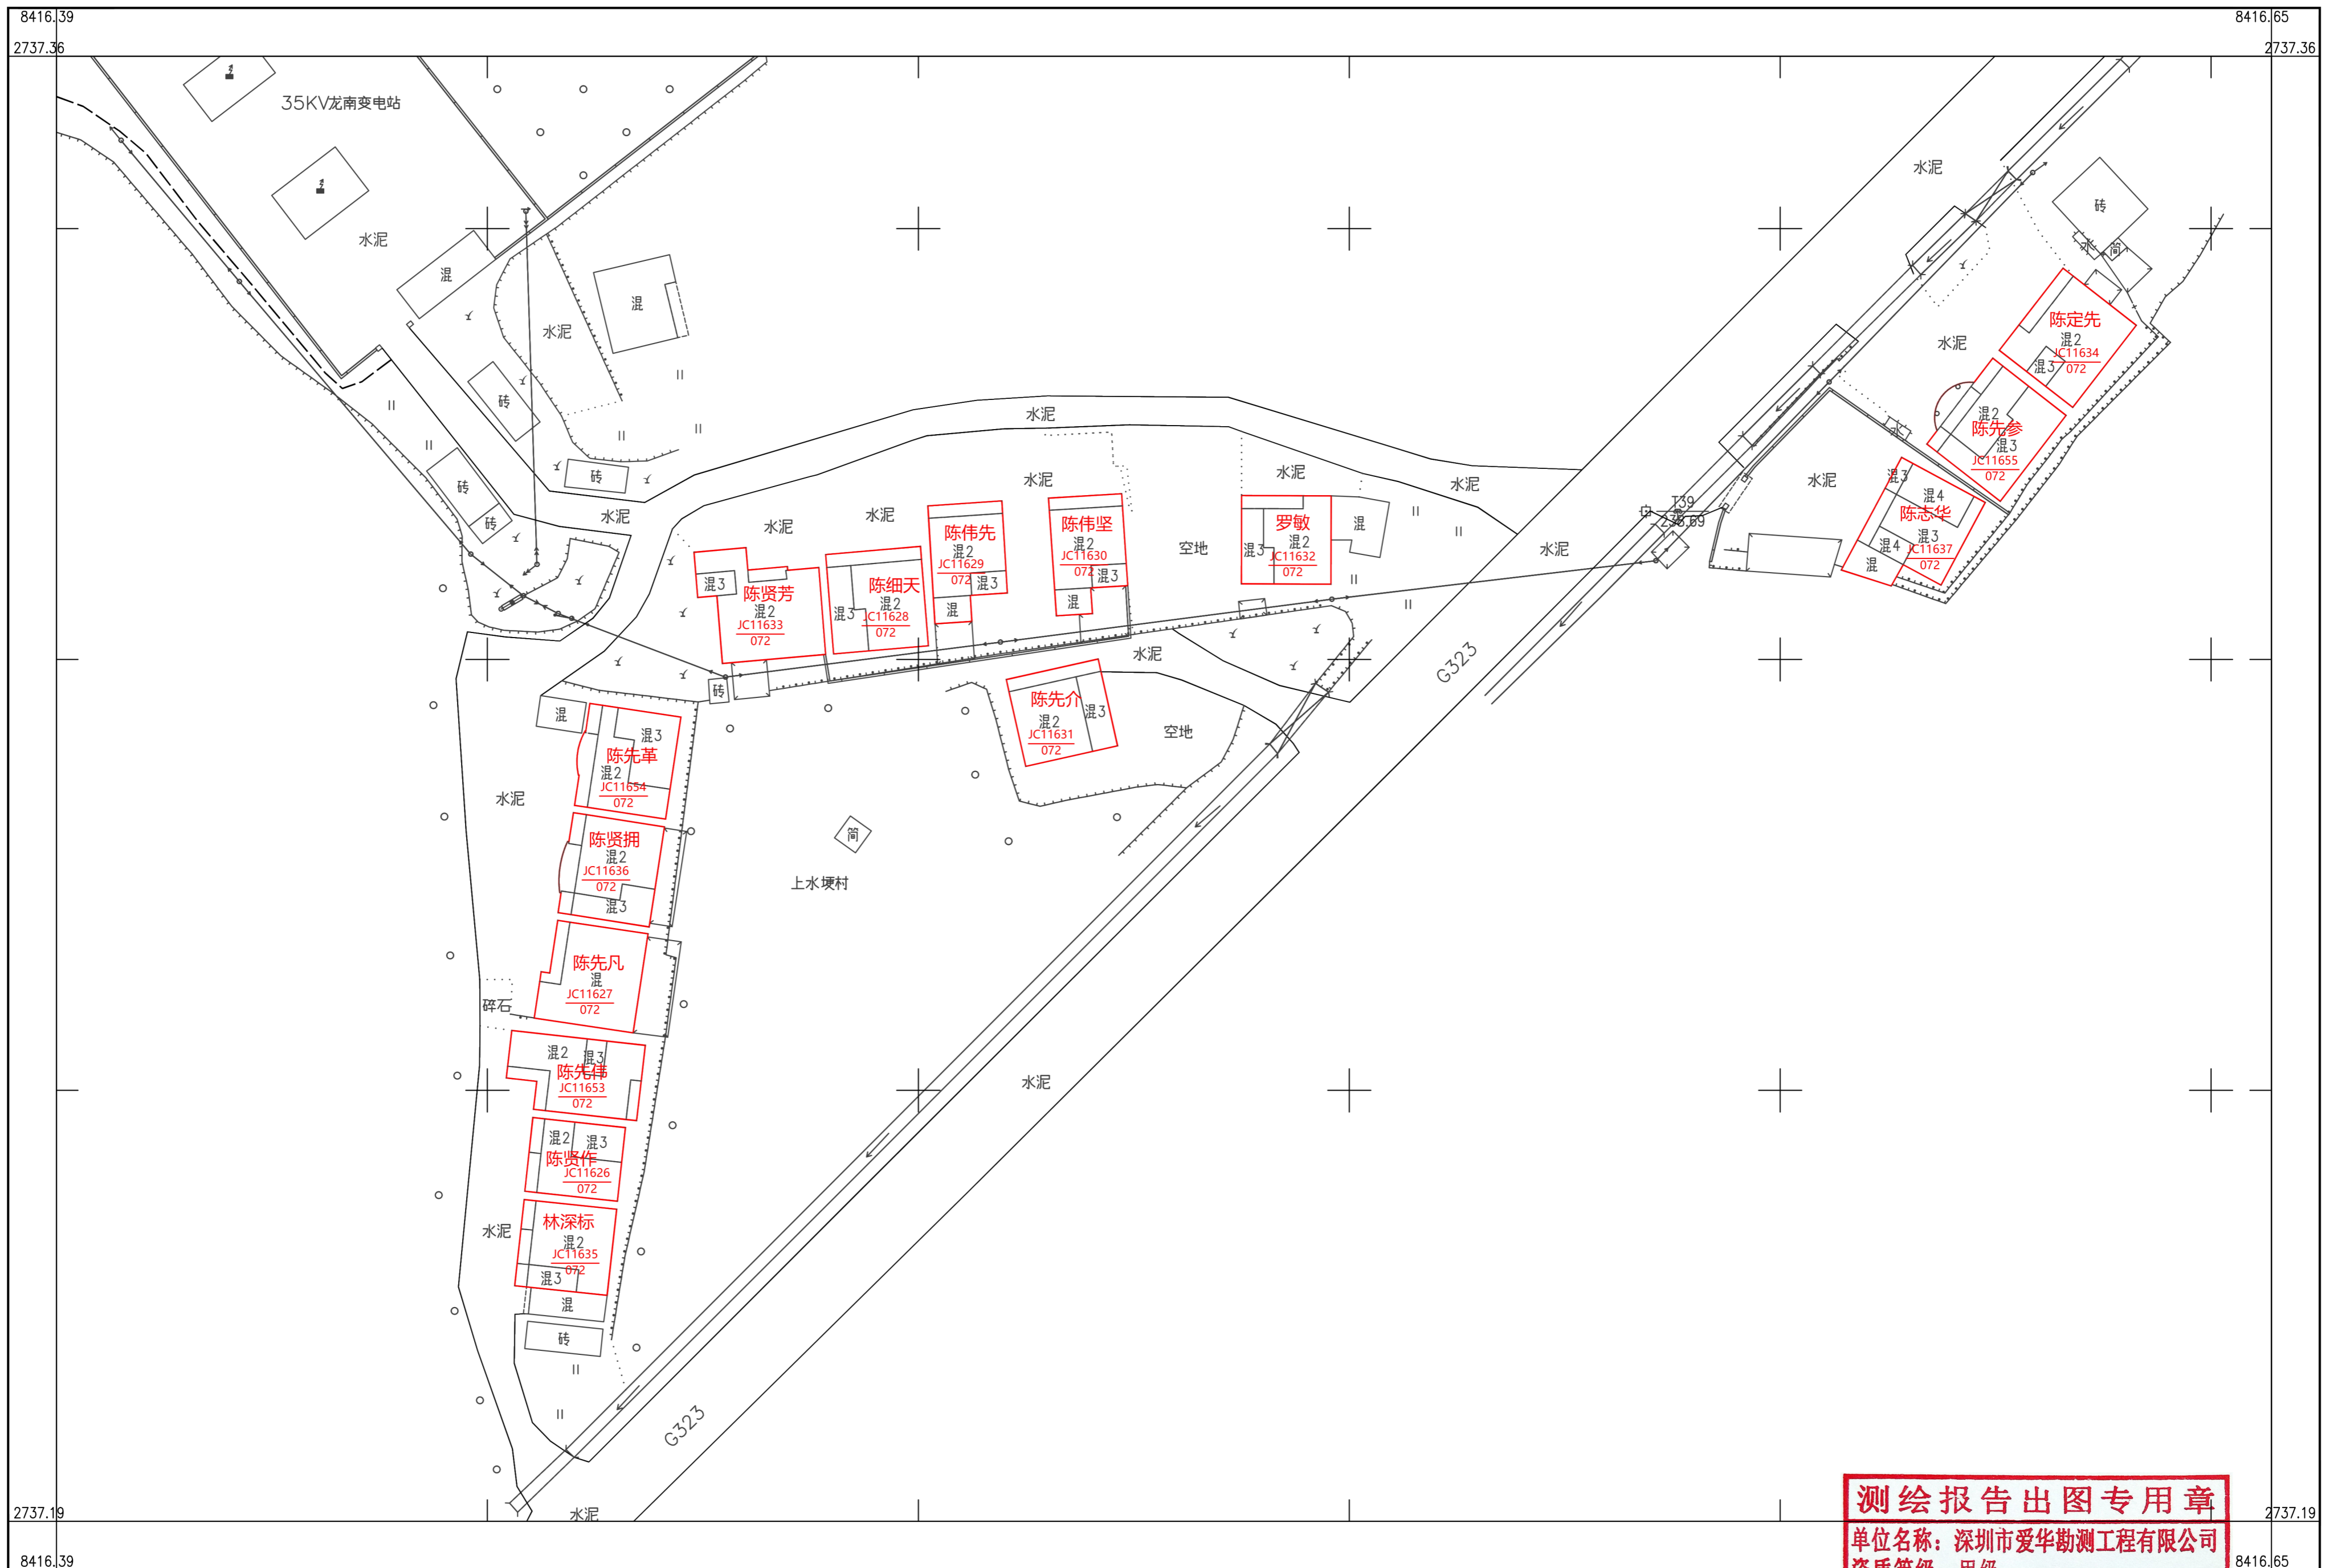 8416.39
8416.65
2737.36
2737.36
35KV龙南变电站
水泥
砖
水泥
水
简
混
混
水泥
陈定先
混2
JC11634
混3
072
水泥
砖
水泥
混2
陈先参
混3
JC11655
072
水泥
水
水泥
水泥
水泥
砖
砖
混3
混4
陈志华
混3
混4
JC11637
072
混
水泥
T39
235.69
砖
水泥
水泥
水泥
陈伟先
混2
JC11629
072
混3
混
陈伟坚
混2
JC11630
072
混3
混
空地
罗敏
混3
混2
JC11632
072
混
水泥
混3
陈贤芳
混2
JC11633
072
陈细天
混2
混3
JC11628
072
水泥
G323
砖
陈先介
混3
混2
JC11631
072
空地
混
混3
陈先革
混2
JC11654
072
水泥
陈贤拥
混2
JC11636
072
混3
简
上水埂村
陈先凡
混
JC11627
072
碎石
混2
混3
陈先伟
JC11653
072
水泥
混2
混3
陈贤作
JC11626
072
水泥
林深标
混2
JC11635
072
混3
混
砖
G323
水泥
测绘报告出图专用章
单位名称：深圳市爱华勘测工程有限公司
2737.19
2737.19
8416.39
8416.65